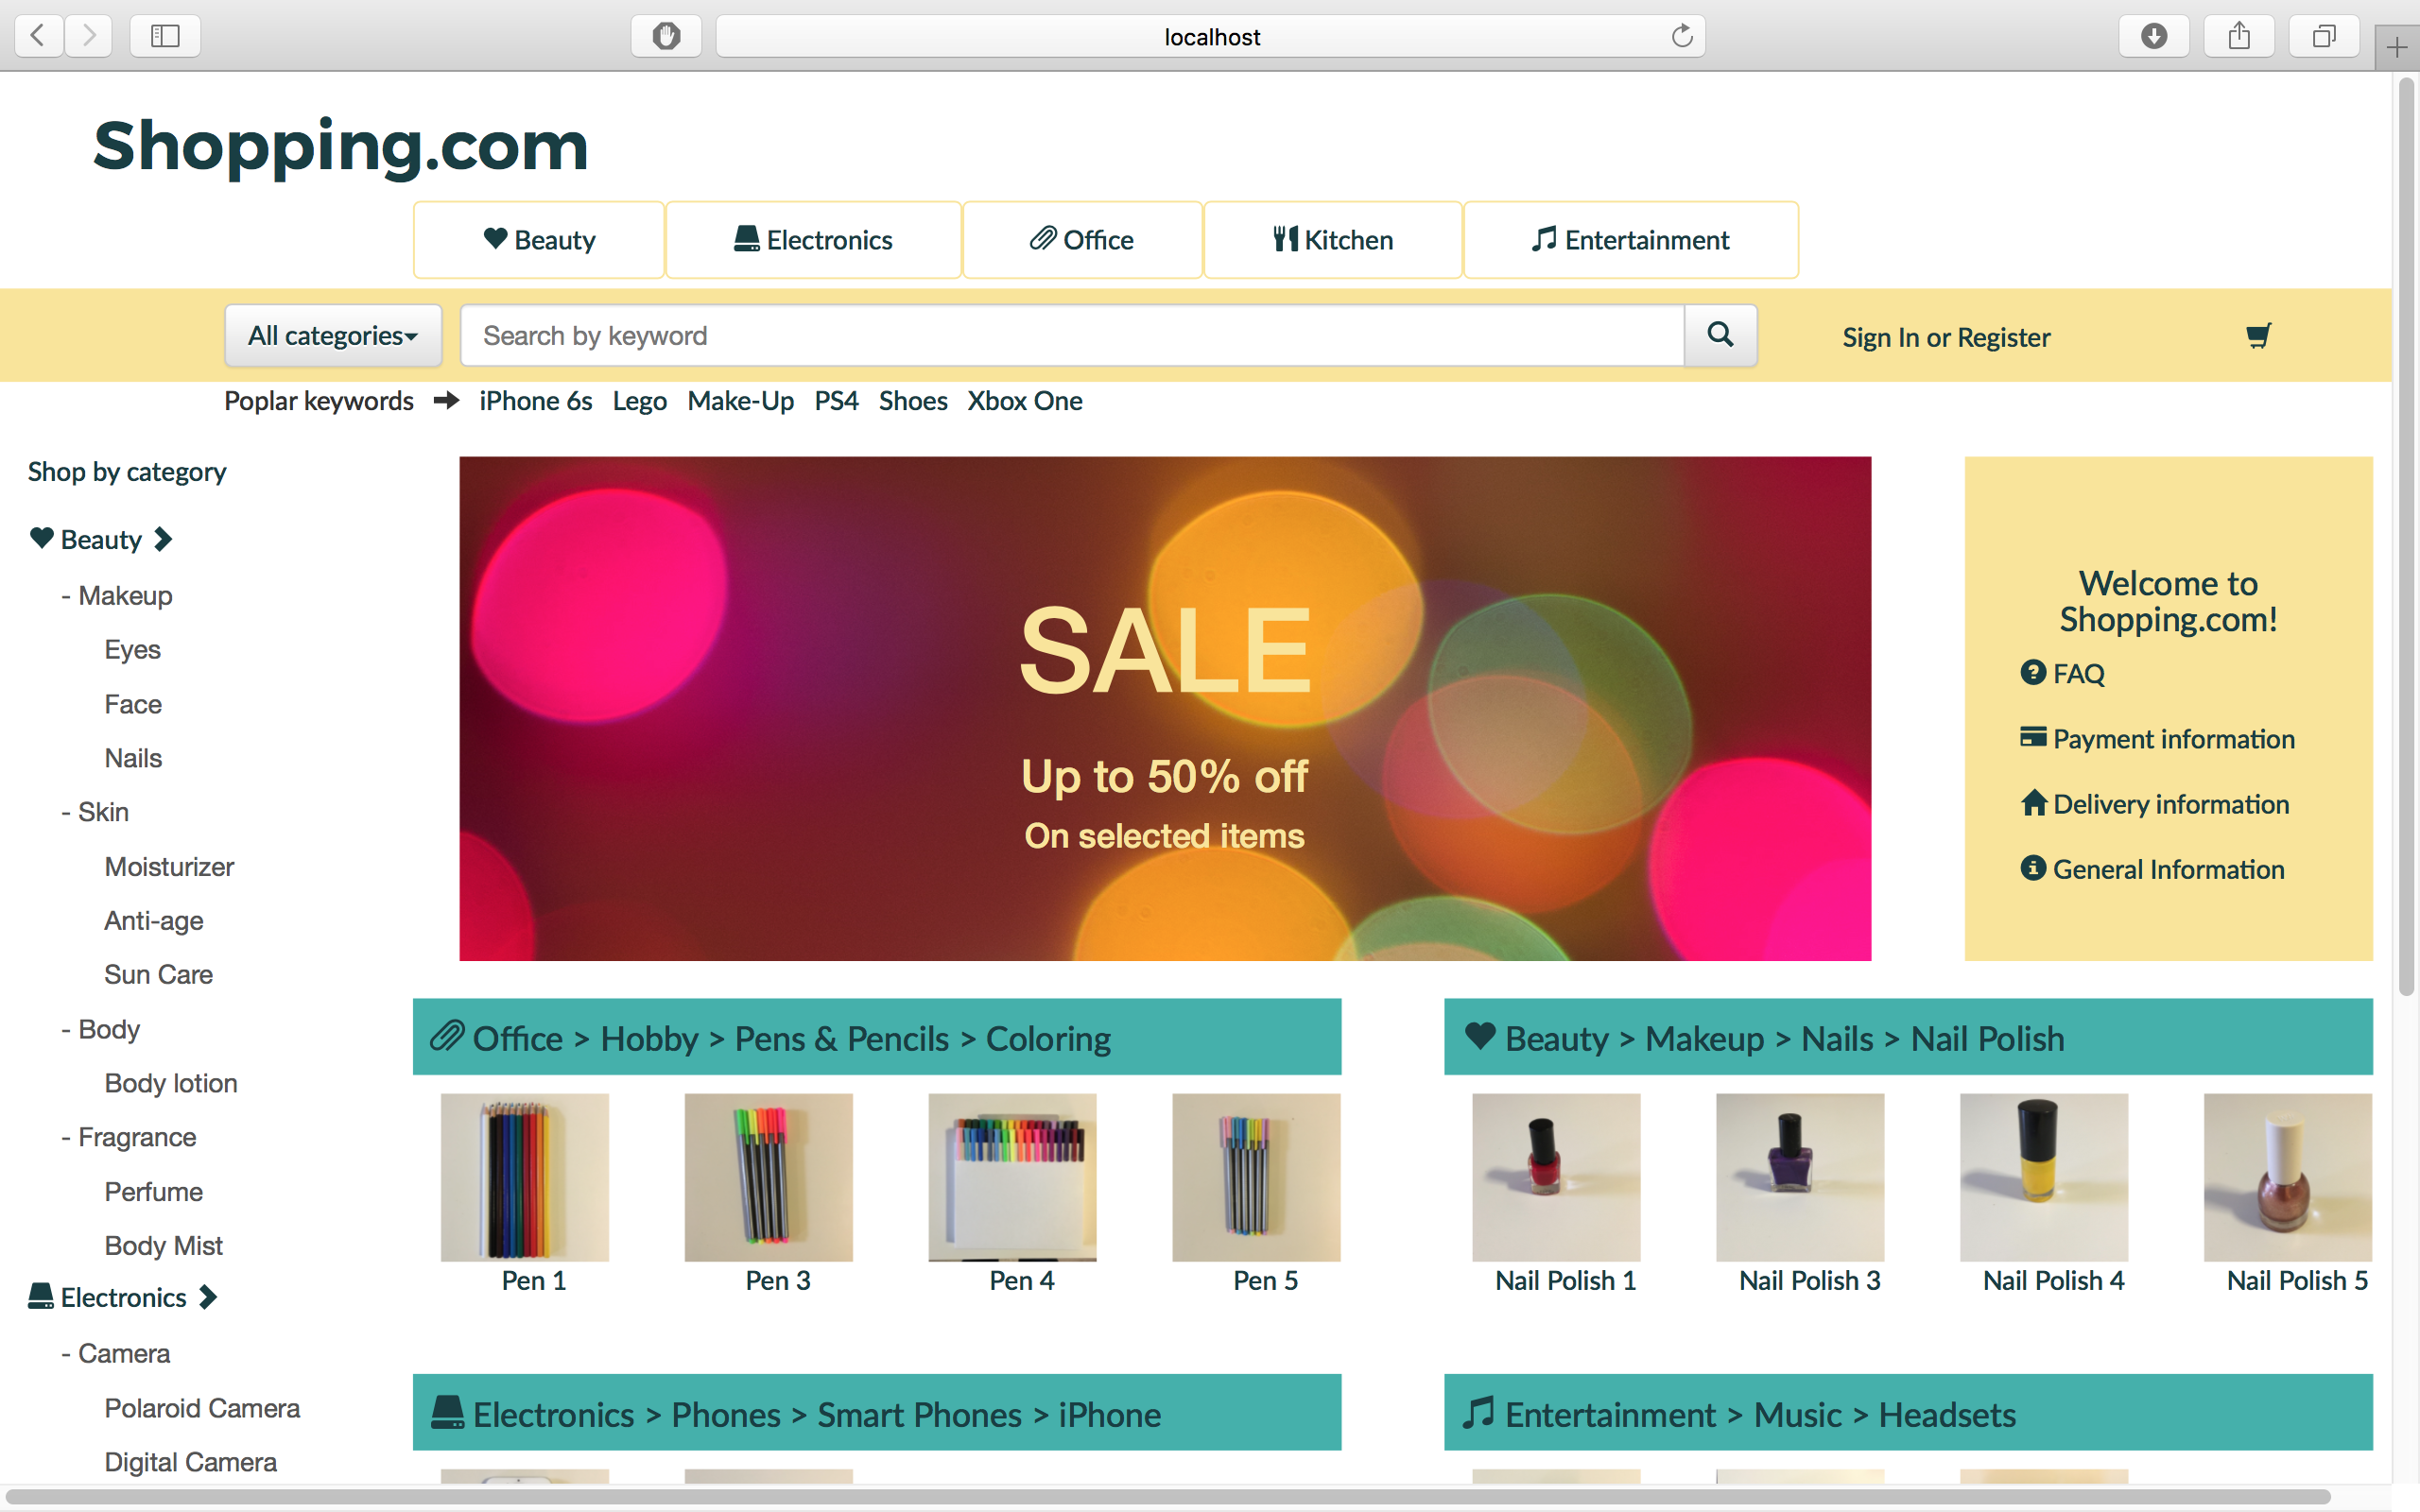 localhost
Shopping.com
Beauty
Electronics
Office
Kitchen
Entertainment
All categories
Search by keyword
Sign In or Register
Poplar keywords iPhone 6s Lego Make-Up PS4 Shoes Xbox One
Shop by category
Beauty
- Makeup
Eyes
Face
Nails
- Skin
Moisturizer
Anti-age
Sun Care
- Body
Body lotion
- Fragrance
Perfume
Body Mist
Electronics
- Camera
Polaroid Camera
Digital Camera
SALE
Up to 50% off
On selected items
Welcome to
Shopping.com!
FAQ
Payment information
Delivery information
General Information
Office > Hobby > Pens & Pencils > Coloring
Pen 1
Pen 3
Pen 4
Pen 5
Beauty > Makeup > Nails > Nail Polish
Nail Polish 1
Nail Polish 3
Nail Polish 4
Nail Polish 5
Electronics > Phones > Smart Phones > iPhone
Entertainment > Music > Headsets